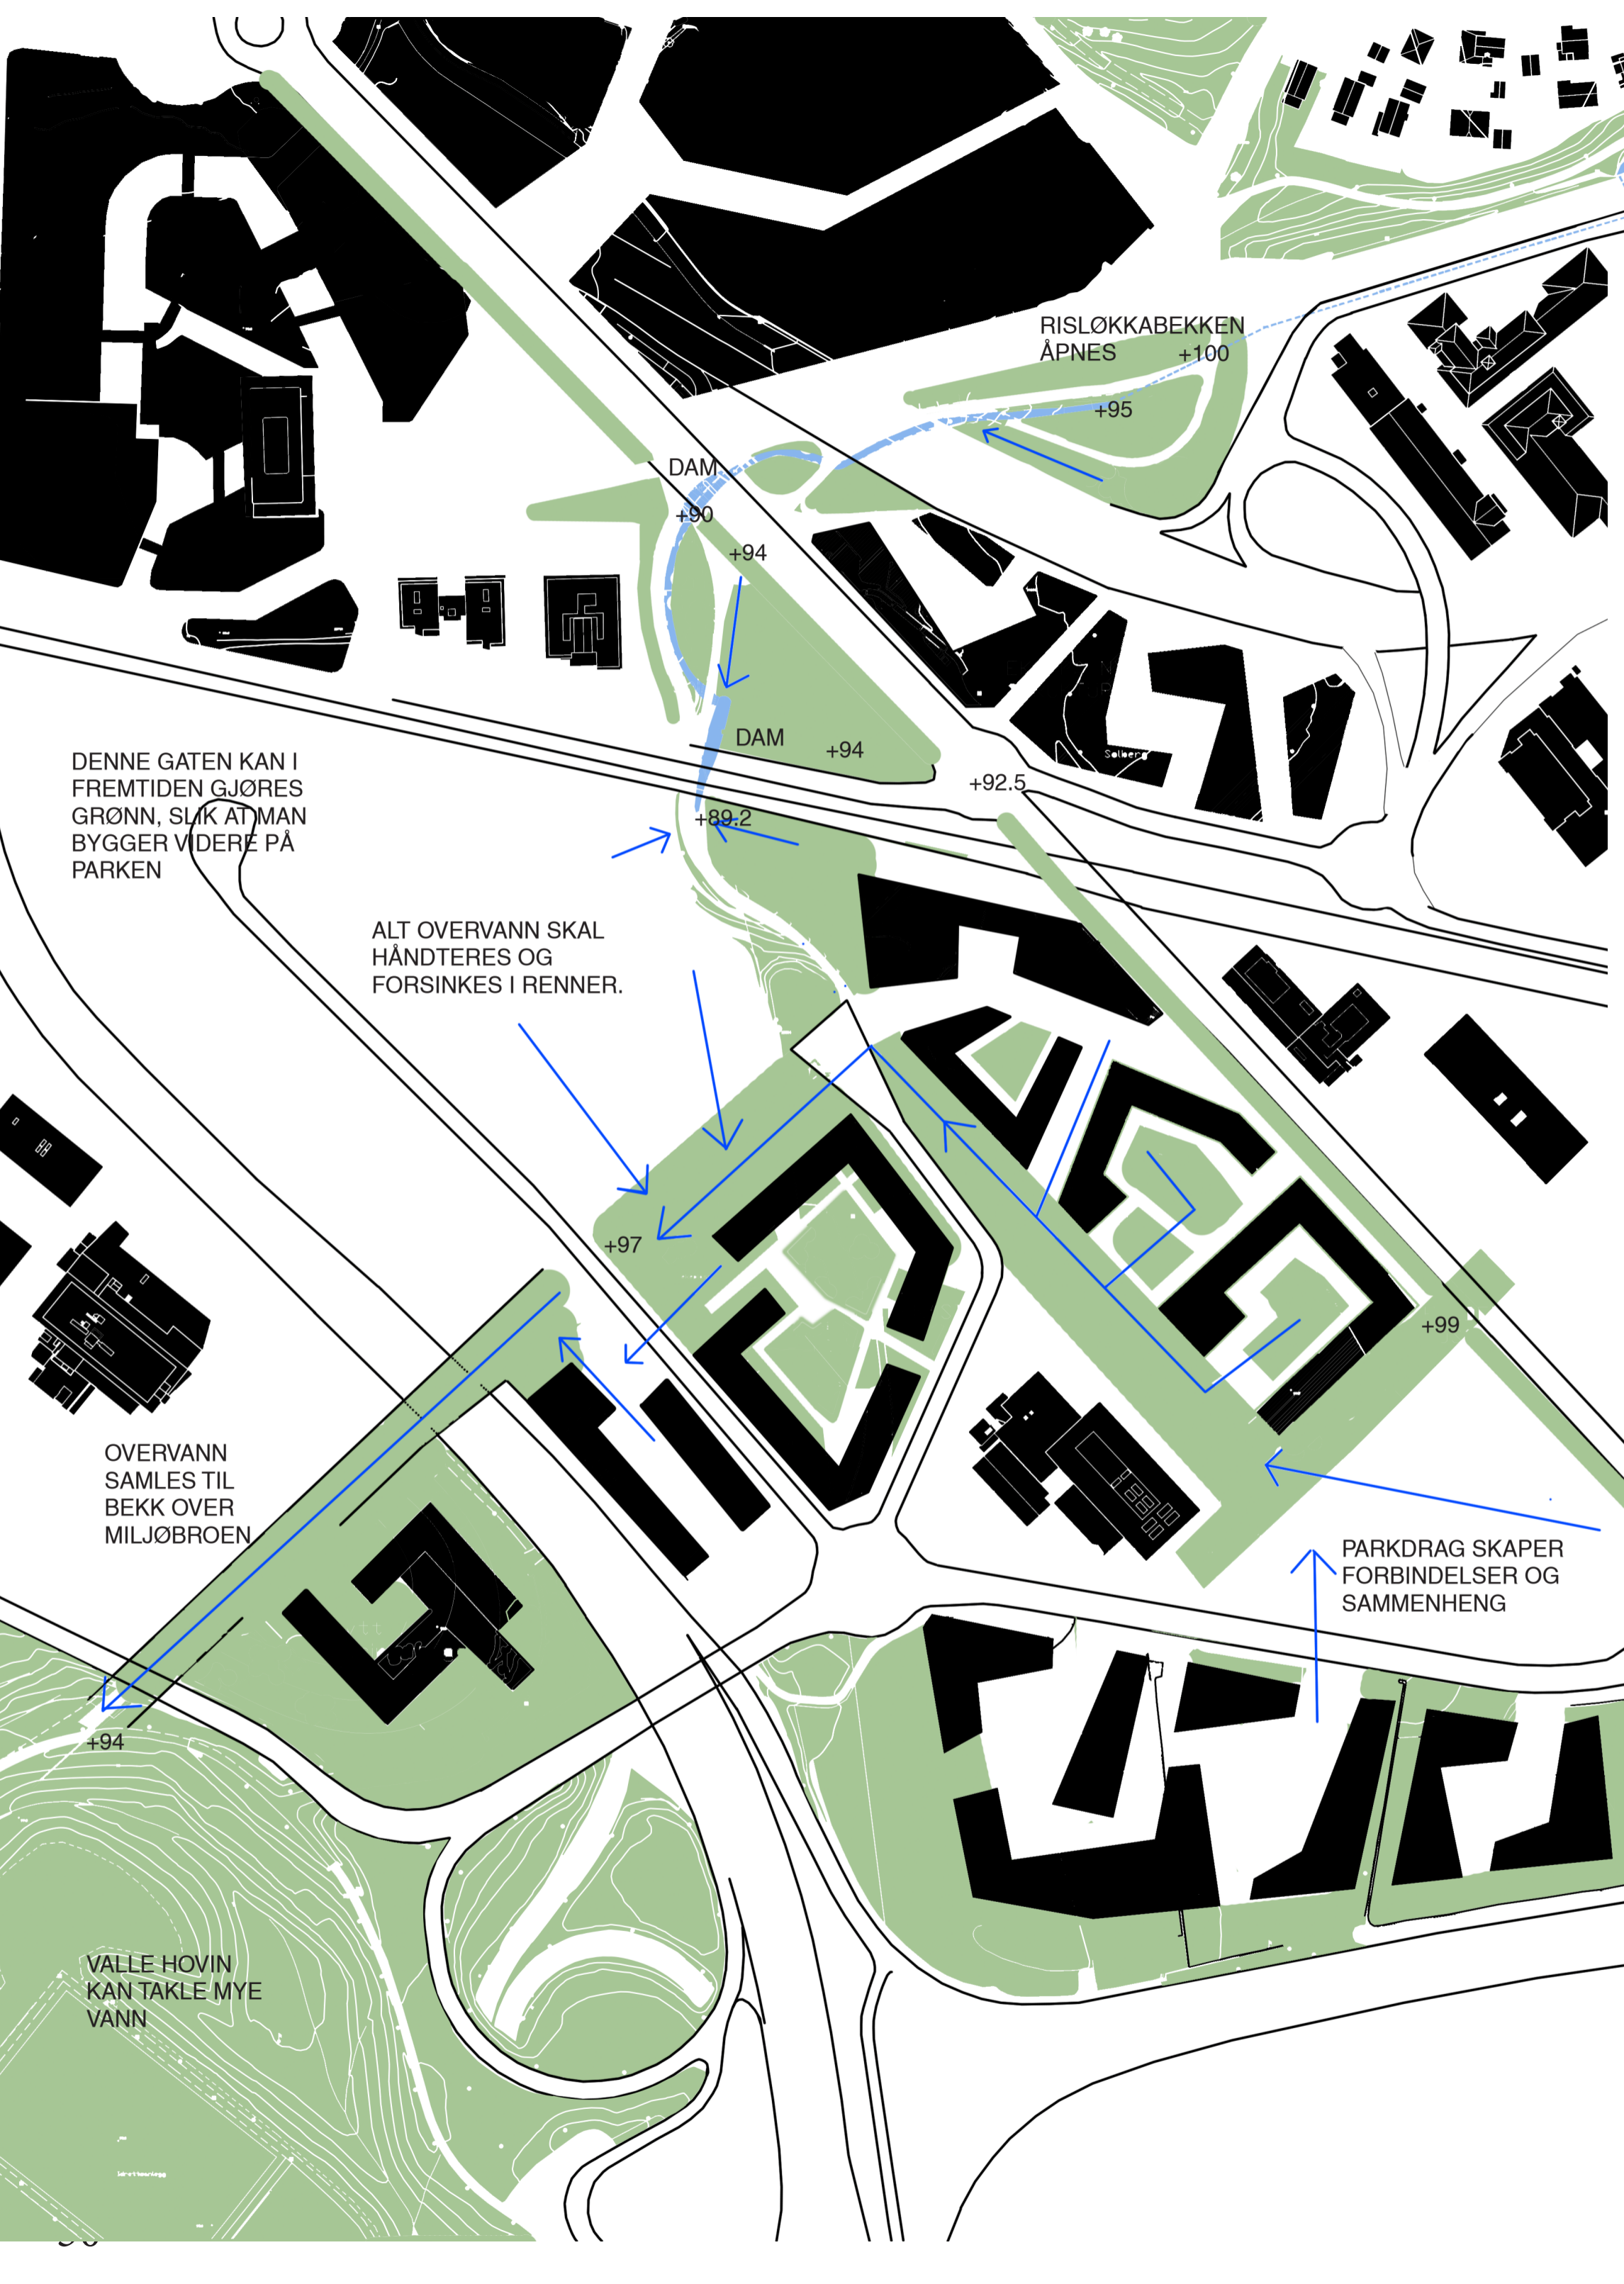 RISLØKKABEKKEN
ÅPNES +100
+95
DAM
+90
+94
DAM
+94
Solberg
+92.5
+89.2
DENNE GATEN KAN I
FREMTIDEN GJØRES
GRØNN, SLIK AT MAN
BYGGER VIDERE PÅ
PARKEN
ALT OVERVANN SKAL
HÅNDTERES OG
FORSINKES I RENNER.
+97
+99
OVERVANN
SAMLES TIL
BEKK OVER
MILJØBROEN
PARKDRAG SKAPER
FORBINDELSER OG
SAMMENHENG
+94
VALLE HOVIN
KAN TAKLE MYE
VANN
Idrettsanlegg